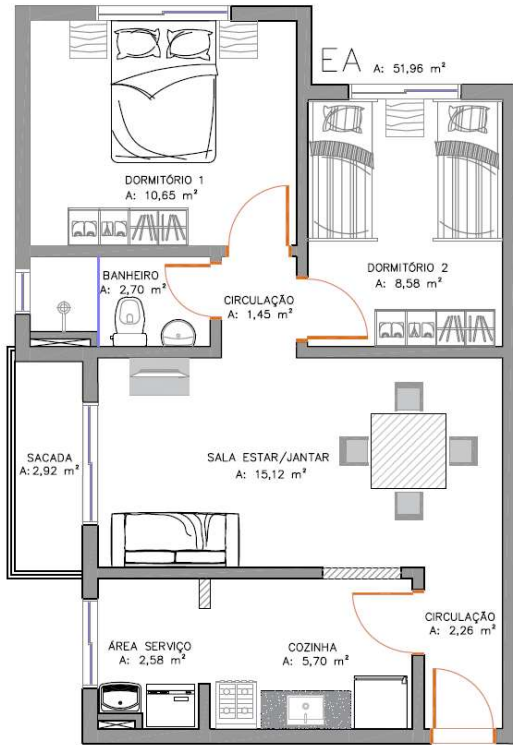 EA A: 51,96 m²
DORMITÓRIO 1
A: 10,65 m²
DORMITÓRIO 2
A: 8,58 m²
BANHEIRO
A: 2,70 m²
CIRCULAÇÃO
A: 1,45 m²
SACADA
A: 2,92 m²
SALA ESTAR/JANTAR
A: 15,12 m²
CIRCULAÇÃO
A: 2,26 m²
ÁREA SERVIÇO
A: 2,58 m²
COZINHA
A: 5,70 m²